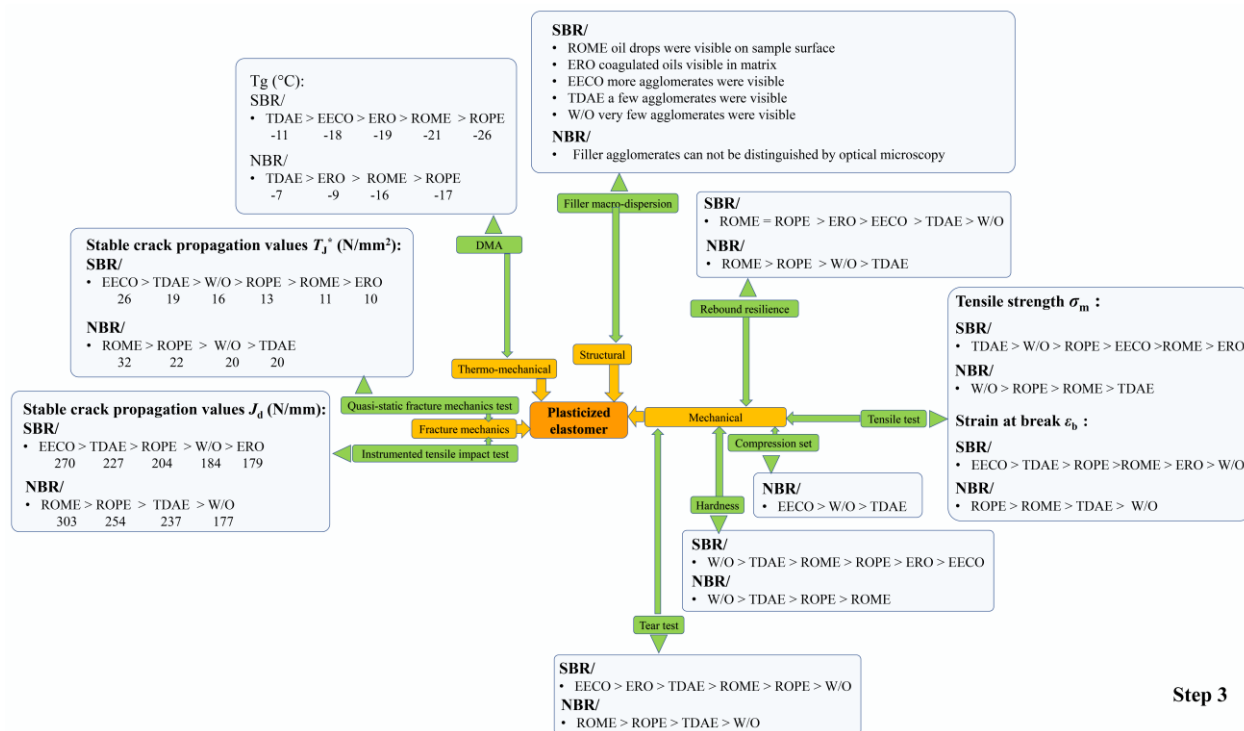 SBR/
• ROME oil drops were visible on sample surface
• ERO coagulated oils visible in matrix
• EECO more agglomerates were visible
• TDAE a few agglomerates were visible
• W/O very few agglomerates were visible
NBR/
• Filler agglomerates can not be distinguished by optical microscopy
Tg (°C):
SBR/
• TDAE > EECO > ERO > ROME > ROPE
-11 -18 -19 -21 -26
NBR/
• TDAE > ERO > ROME > ROPE
-7 -9 -16 -17
Filler macro-dispersion
DMA
SBR/
• ROME = ROPE > ERO > EECO > TDAE > W/O
NBR/
• ROME > ROPE > W/O > TDAE
Rebound resilience
Stable crack propagation values TJ* (N/mm²):
SBR/
• EECO > TDAE > W/O > ROPE > ROME > ERO
26 19 16 13 11 10
NBR/
• ROME > ROPE > W/O > TDAE
32 22 20 20
Tensile strength σm :
SBR/
• TDAE > W/O > ROPE > EECO >ROME > ERO
NBR/
• W/O > ROPE > ROME > TDAE
Strain at break εb :
SBR/
• EECO > TDAE > ROPE >ROME > ERO > W/O
NBR/
• ROPE > ROME > TDAE > W/O
Structural
Thermo-mechanical
Quasi-static fracture mechanics test
Fracture mechanics
Instrumented tensile impact test
Plasticized
elastomer
Mechanical
Tensile test
Compression set
Stable crack propagation values Jd (N/mm):
SBR/
• EECO > TDAE > ROPE > W/O > ERO
270 227 204 184 179
NBR/
• ROME > ROPE > TDAE > W/O
303 254 237 177
NBR/
• EECO > W/O > TDAE
Hardness
SBR/
• W/O > TDAE > ROME > ROPE > ERO > EECO
NBR/
• W/O > TDAE > ROPE > ROME
Tear test
SBR/
• EECO > ERO > TDAE > ROME > ROPE > W/O
NBR/
• ROME > ROPE > TDAE > W/O
Step 3